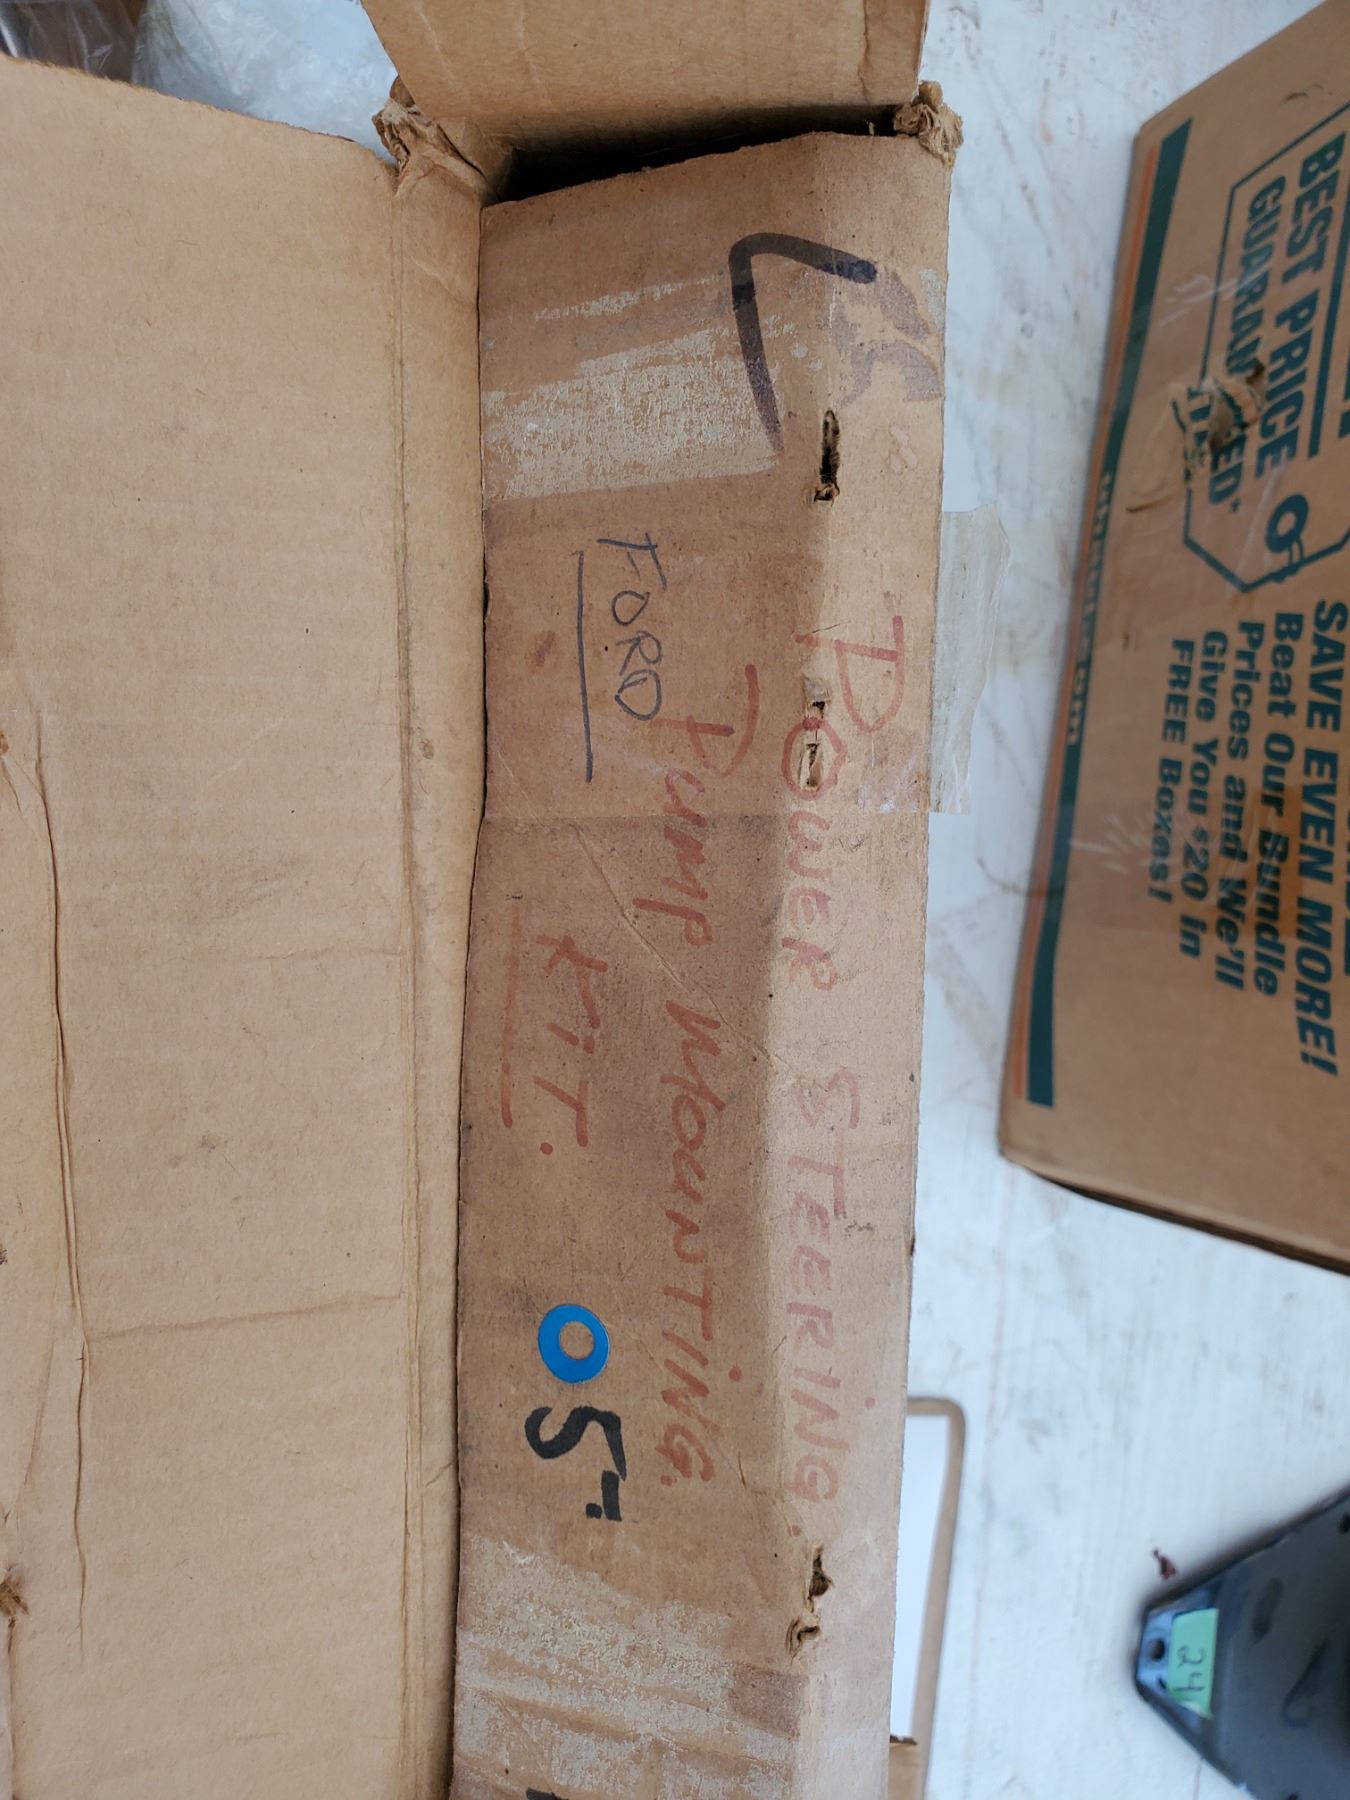 POWER STEERING.
PUMP MOUNTING.
KIT.
FORD
5"
BEST PRICE
GUARANTEED
SAVE EVEN MORE!
Beat Our Bundle
Prices and We'll
Give You $20 in
FREE Boxes!
24